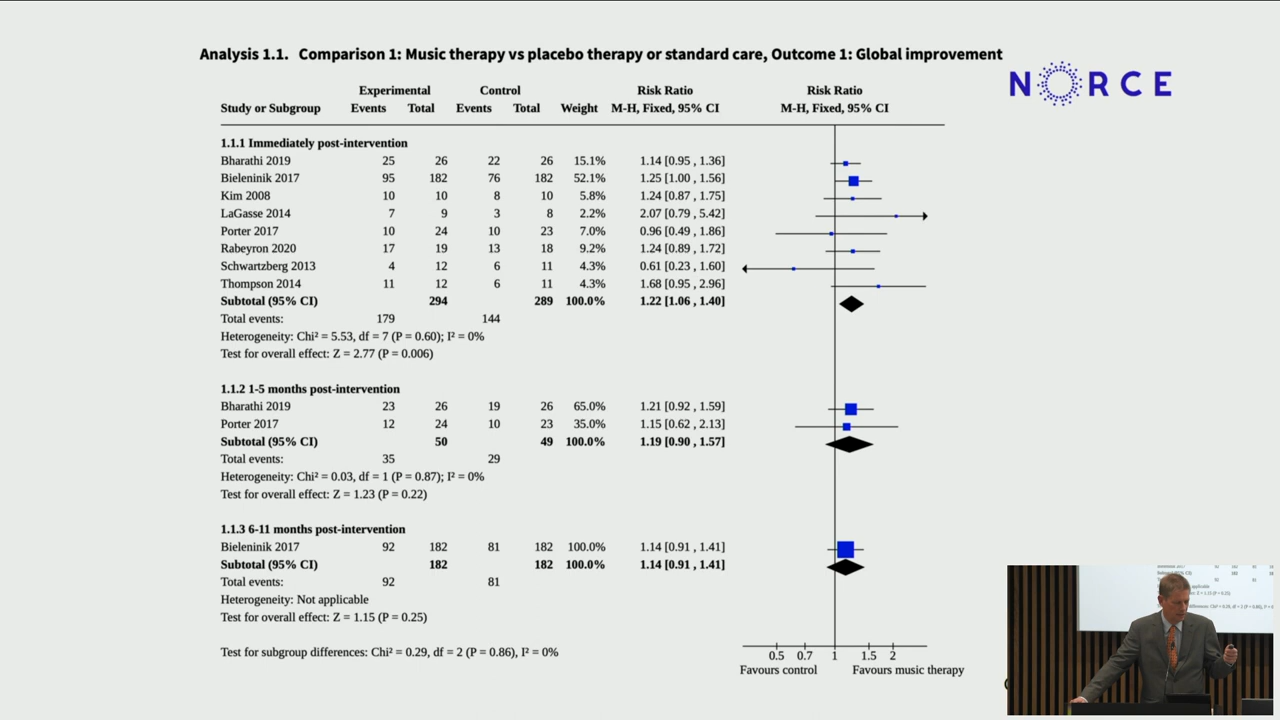 Analysis 1.1. Comparison 1: Music therapy vs placebo therapy or standard care, Outcome 1: Global improvement
NORCE
Experimental Control Risk Ratio Risk Ratio
Study or Subgroup Events Total Events Total Weight M-H, Fixed, 95% CI M-H, Fixed, 95% CI
1.1.1 Immediately post-intervention
Bharathi 2019 25 26 22 26 15.1% 1.14 [0.95 , 1.36]
Bieleninik 2017 95 182 76 182 52.1% 1.25 [1.00 , 1.56]
Kim 2008 10 10 8 10 5.8% 1.24 [0.87 , 1.75]
LaGasse 2014 7 9 3 8 2.2% 2.07 [0.79 , 5.42]
Porter 2017 10 24 10 23 7.0% 0.96 [0.49 , 1.86]
Rabeyron 2020 17 19 13 18 9.2% 1.24 [0.89 , 1.72]
Schwartzberg 2013 4 12 6 11 4.3% 0.61 [0.23 , 1.60]
Thompson 2014 11 12 6 11 4.3% 1.68 [0.95 , 2.96]
Subtotal (95% CI) 294 289 100.0% 1.22 [1.06 , 1.40]
Total events: 179 144
Heterogeneity: Chi² = 5.53, df = 7 (P = 0.60); I² = 0%
Test for overall effect: Z = 2.77 (P = 0.006)
1.1.2 1-5 months post-intervention
Bharathi 2019 23 26 19 26 65.0% 1.21 [0.92 , 1.59]
Porter 2017 12 24 10 23 35.0% 1.15 [0.62 , 2.13]
Subtotal (95% CI) 50 49 100.0% 1.19 [0.90 , 1.57]
Total events: 35 29
Heterogeneity: Chi² = 0.03, df = 1 (P = 0.87); I² = 0%
Test for overall effect: Z = 1.23 (P = 0.22)
1.1.3 6-11 months post-intervention
Bieleninik 2017 92 182 81 182 100.0% 1.14 [0.91 , 1.41]
Subtotal (95% CI) 182 182 100.0% 1.14 [0.91 , 1.41]
Total events: 92 81
Heterogeneity: Not applicable
Test for overall effect: Z = 1.15 (P = 0.25)
Test for subgroup differences: Chi² = 0.29, df = 2 (P = 0.86), I² = 0%
0.5 0.7 1 1.5 2
Favours control Favours music therapy